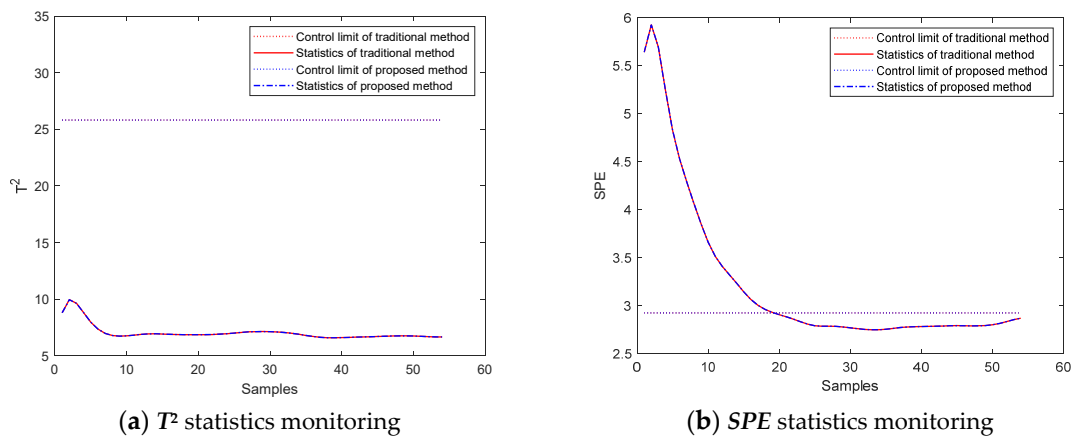 35
30
25
20
15
10
5
0
10
20
30
40
50
60
T²
Samples
Control limit of traditional method
Statistics of traditional method
Control limit of proposed method
Statistics of proposed method
(a) T² statistics monitoring
6
5.5
5
4.5
4
3.5
3
2.5
0
10
20
30
40
50
60
SPE
Samples
Control limit of traditional method
Statistics of traditional method
Control limit of proposed method
Statistics of proposed method
(b) SPE statistics monitoring